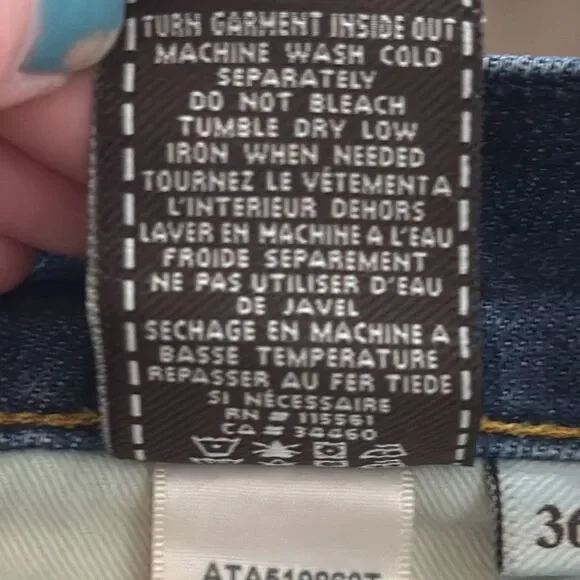 TURN GARMENT INSIDE OUT
MACHINE WASH COLD
SEPARATELY
DO NOT BLEACH
TUMBLE DRY LOW
IRON WHEN NEEDED
TOURNEZ LE VÉTEMENT A
L'INTERIEUR DEHORS
LAVER EN MACHINE A L'EAU
FROIDE SEPAREMENT
NE PAS UTILISER D'EAU
DE JAVEL
SECHAGE EN MACHINE A
BASSE TEMPERATURE
REPASSER AU FER TIEDE
SI NÉCESSAIRE
RN # 115561
CA # 34460
36